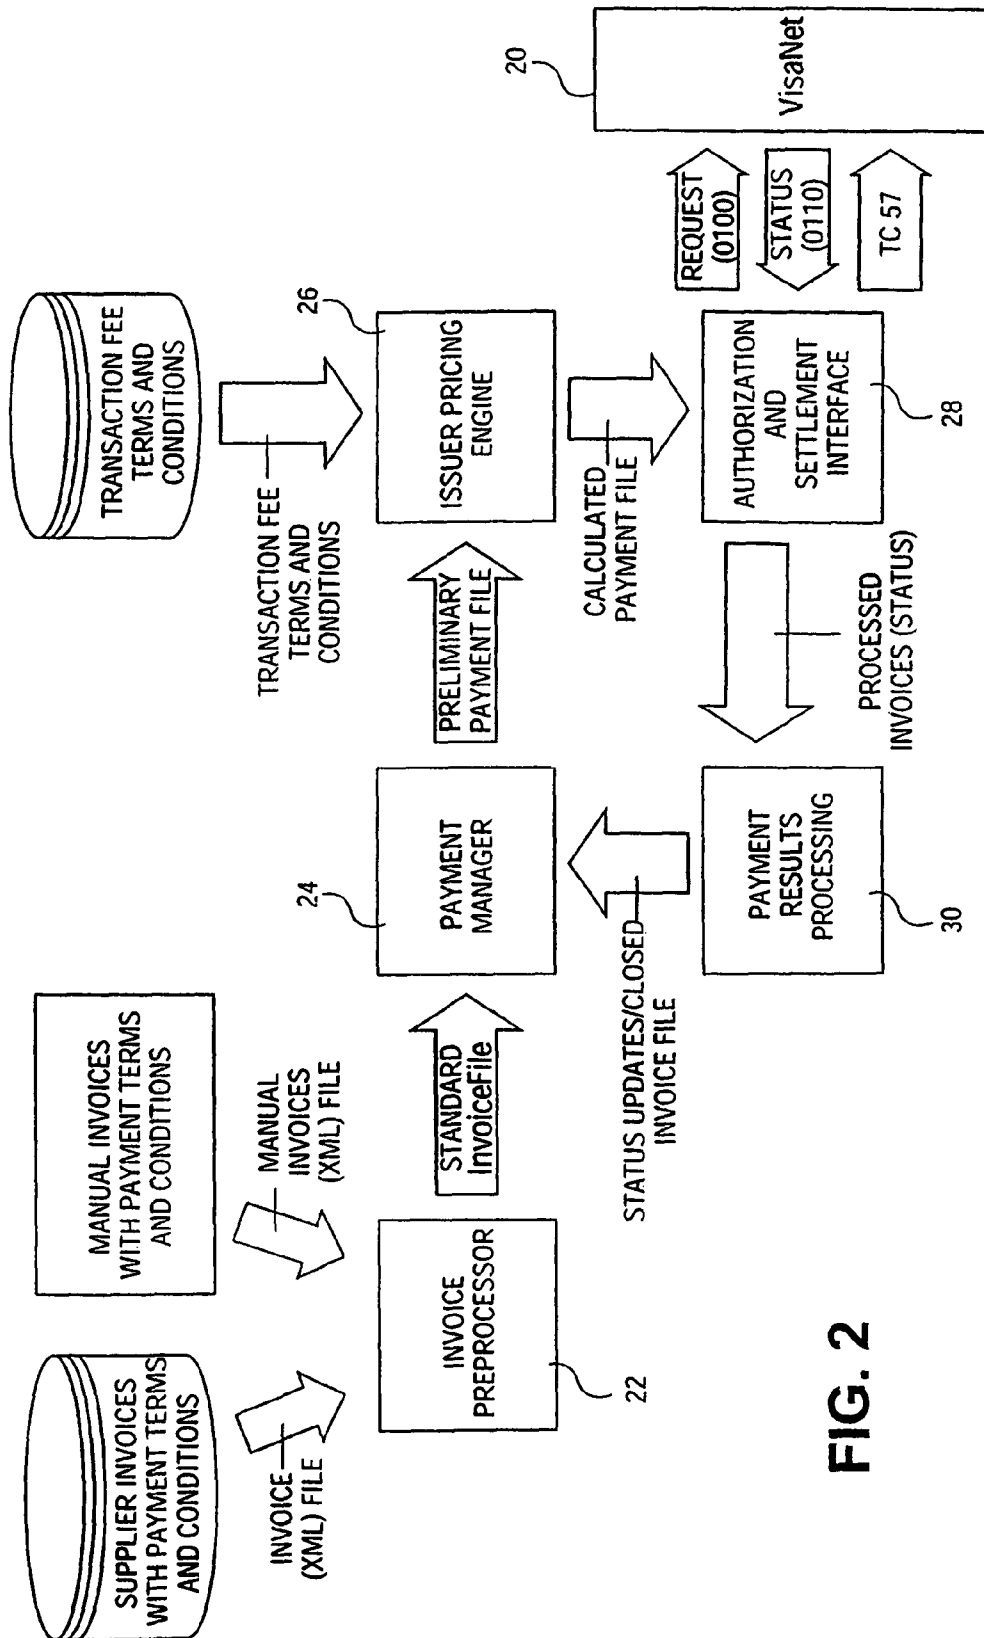 SUPPLIER INVOICES
WITH PAYMENT TERMS
AND CONDITIONS
MANUAL INVOICES
WITH PAYMENT TERMS
AND CONDITIONS
TRANSACTION FEE
TERMS AND
CONDITIONS
INVOICE
(XML) FILE
MANUAL
INVOICES
(XML) FILE
TRANSACTION FEE
TERMS AND
CONDITIONS
INVOICE
PREPROCESSOR
22
STANDARD
InvoiceFile
24
PAYMENT
MANAGER
PRELIMINARY
PAYMENT FILE
26
ISSUER PRICING
ENGINE
STATUS UPDATES/CLOSED
INVOICE FILE
CALCULATED
PAYMENT FILE
20
VisaNet
REQUEST
(0100)
STATUS
(0110)
TC 57
PAYMENT
RESULTS
PROCESSING
30
PROCESSED
INVOICES (STATUS)
AUTHORIZATION
AND
SETTLEMENT
INTERFACE
28
FIG. 2